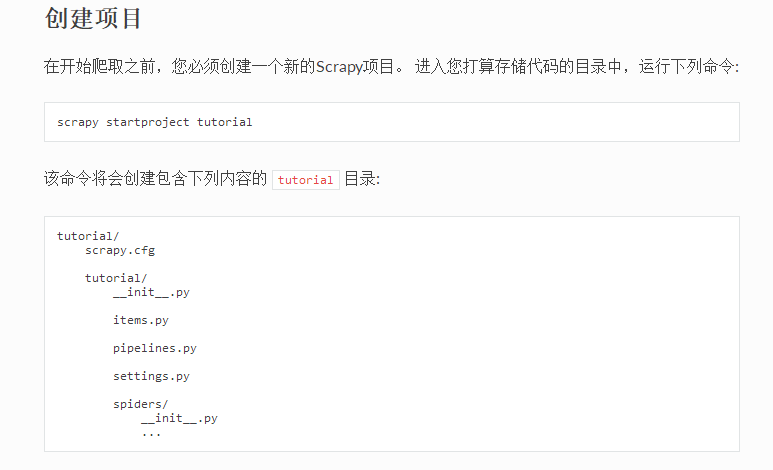 创建项目
在开始爬取之前，您必须创建一个新的Scrapy项目。 进入您打算存储代码的目录中，运行下列命令:
scrapy startproject tutorial
该命令将会创建包含下列内容的 tutorial 目录:
tutorial/
    scrapy.cfg
    tutorial/
        __init__.py
        items.py
        pipelines.py
        settings.py
        spiders/
            __init__.py
            ...